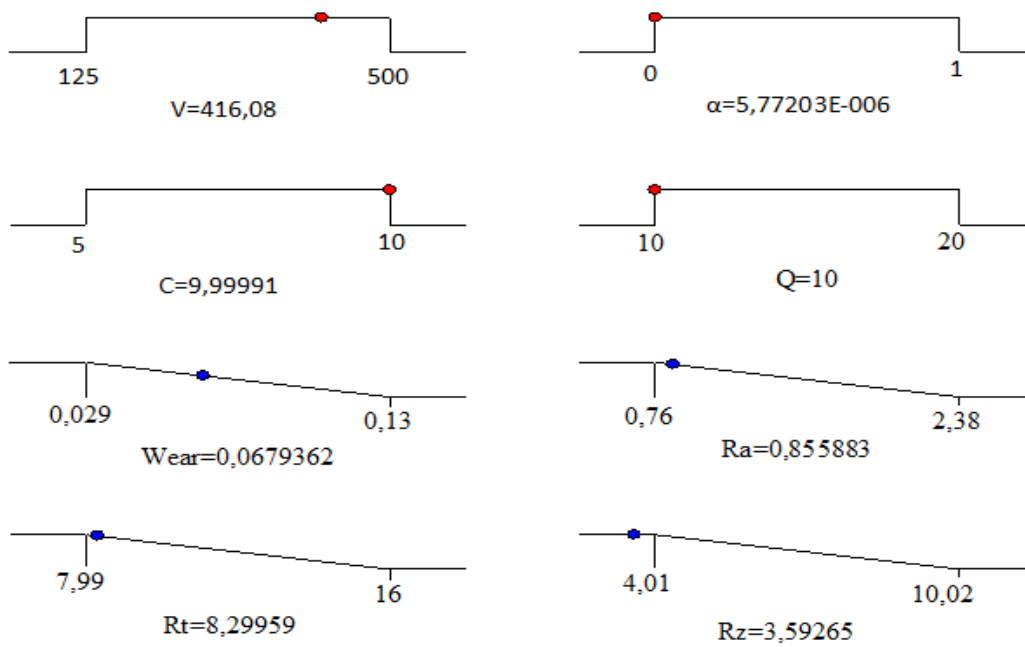 125 500
V=416,08
0 1
α=5,77203E-006
5 10
C=9,99991
10 20
Q=10
0,029 0,13
Wear=0,0679362
0,76 2,38
Ra=0,855883
7,99 16
Rt=8,29959
4,01 10,02
Rz=3,59265